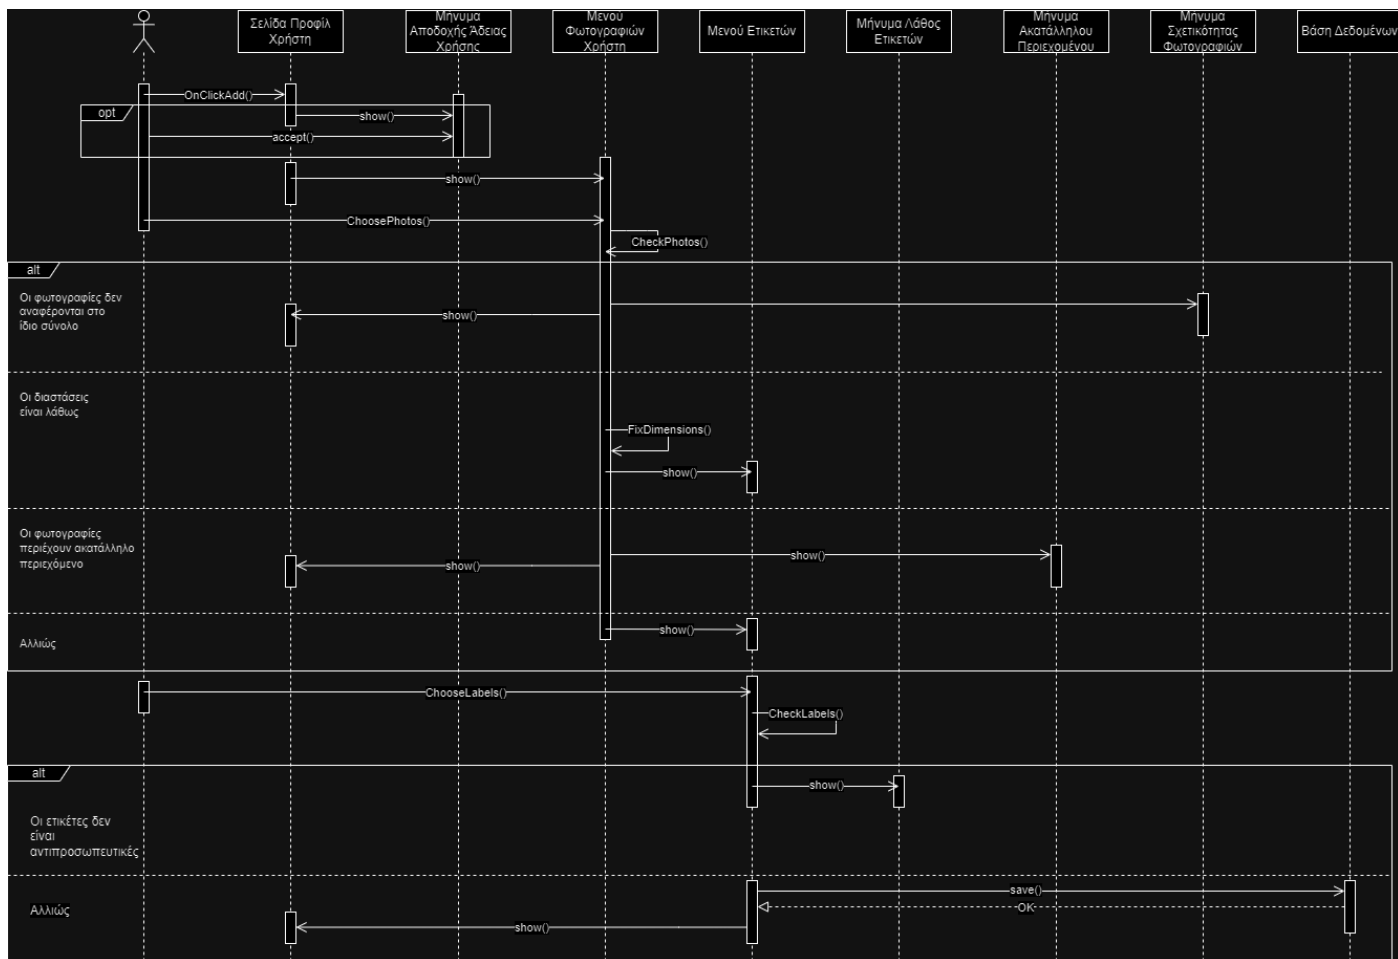 Σελίδα Προφίλ
Χρήστη
Μήνυμα
Αποδοχής Άδειας
Χρήσης
Μενού
Φωτογραφιών
Χρήστη
Μενού Ετικετών
Μήνυμα Λάθος
Ετικετών
Μήνυμα
Ακατάλληλου
Περιεχομένου
Μήνυμα
Σχετικότητας
Φωτογραφιών
Βάση Δεδομένων
OnClickAdd()
opt
show()
accept()
show()
ChoosePhotos()
CheckPhotos()
alt
Οι φωτογραφίες δεν
αναφέρονται στο
ίδιο σύνολο
show()
Οι διαστάσεις
είναι λάθως
FixDimensions()
show()
Οι φωτογραφίες
περιέχουν ακατάλληλο
περιεχόμενο
show()
show()
Αλλιώς
show()
ChooseLabels()
CheckLabels()
alt
show()
Οι ετικέτες δεν
είναι
αντιπροσωπευτικές
save()
OK
Αλλιώς
show()